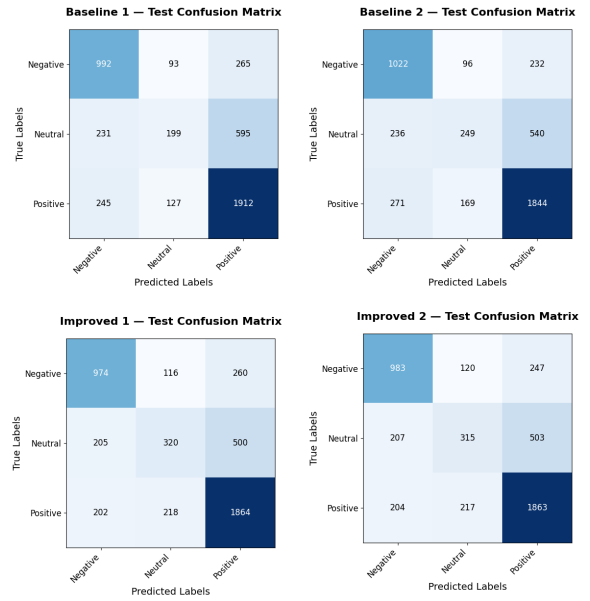 Baseline 1 — Test Confusion Matrix
True Labels
Negative 992 93 265
Neutral 231 199 595
Positive 245 127 1912
Negative Neutral Positive
Predicted Labels
Baseline 2 — Test Confusion Matrix
True Labels
Negative 1022 96 232
Neutral 236 249 540
Positive 271 169 1844
Negative Neutral Positive
Predicted Labels
Improved 1 — Test Confusion Matrix
True Labels
Negative 974 116 260
Neutral 205 320 500
Positive 202 218 1864
Negative Neutral Positive
Predicted Labels
Improved 2 — Test Confusion Matrix
True Labels
Negative 983 120 247
Neutral 207 315 503
Positive 204 217 1863
Negative Neutral Positive
Predicted Labels